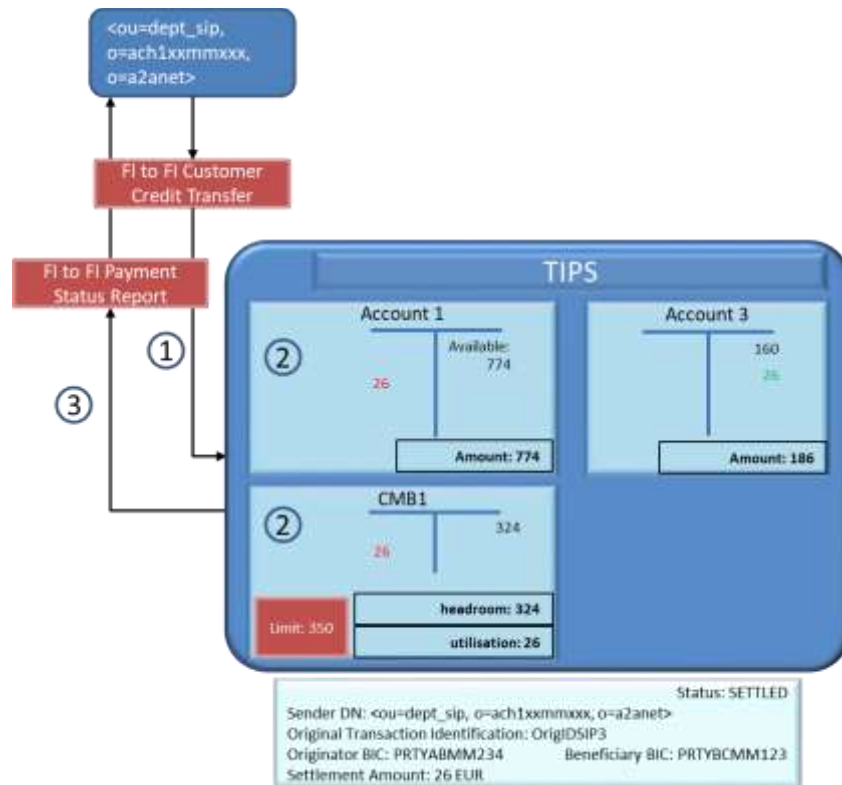 <ou=dept_sip,
o=ach1xxmmxxx,
o=a2anet>
FI to FI Customer
Credit Transfer
FI to FI Payment
Status Report
1
3
TIPS
Account 1
2
Available:
774
26
Amount: 774
Account 3
160
26
Amount: 186
CMB1
2
324
26
Limit: 350
headroom: 324
utilisation: 26
Status: SETTLED
Sender DN: <ou=dept_sip, o=ach1xxmmxxx, o=a2anet>
Original Transaction Identification: OrigIDSIP3
Originator BIC: PRTYABMM234 Beneficiary BIC: PRTYBCMM123
Settlement Amount: 26 EUR